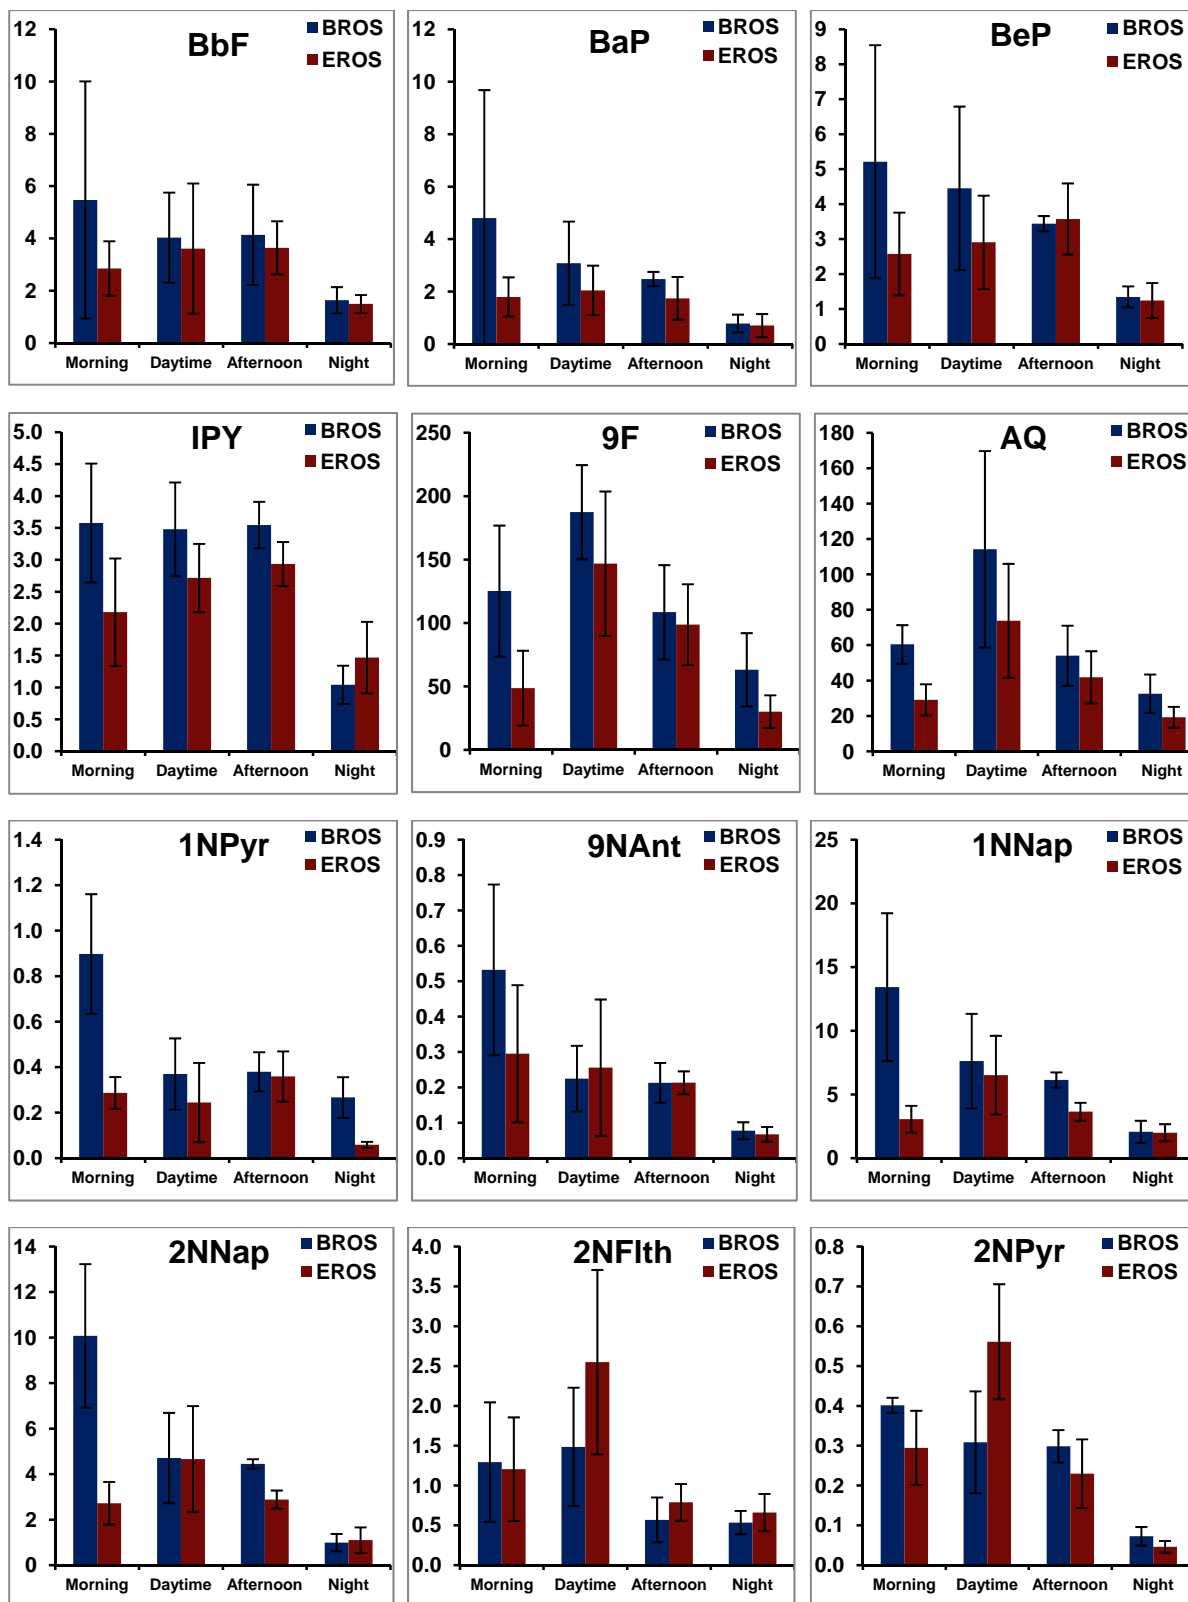 BbF
BROS
EROS
12
10
8
6
4
2
0
Morning Daytime Afternoon Night
BaP
BROS
EROS
12
10
8
6
4
2
0
Morning Daytime Afternoon Night
BeP
BROS
EROS
9
8
7
6
5
4
3
2
1
0
Morning Daytime Afternoon Night
IPY
BROS
EROS
5.0
4.5
4.0
3.5
3.0
2.5
2.0
1.5
1.0
0.5
0.0
Morning Daytime Afternoon Night
9F
BROS
EROS
250
200
150
100
50
0
Morning Daytime Afternoon Night
AQ
BROS
EROS
180
160
140
120
100
80
60
40
20
0
Morning Daytime Afternoon Night
1NPyr
BROS
EROS
1.4
1.2
1.0
0.8
0.6
0.4
0.2
0.0
Morning Daytime Afternoon Night
9NAnt
BROS
EROS
0.9
0.8
0.7
0.6
0.5
0.4
0.3
0.2
0.1
0.0
Morning Daytime Afternoon Night
1NNap
BROS
EROS
25
20
15
10
5
0
Morning Daytime Afternoon Night
2NNap
BROS
EROS
14
12
10
8
6
4
2
0
Morning Daytime Afternoon Night
2NFlth
BROS
EROS
4.0
3.5
3.0
2.5
2.0
1.5
1.0
0.5
0.0
Morning Daytime Afternoon Night
2NPyr
BROS
EROS
0.8
0.7
0.6
0.5
0.4
0.3
0.2
0.1
0.0
Morning Daytime Afternoon Night